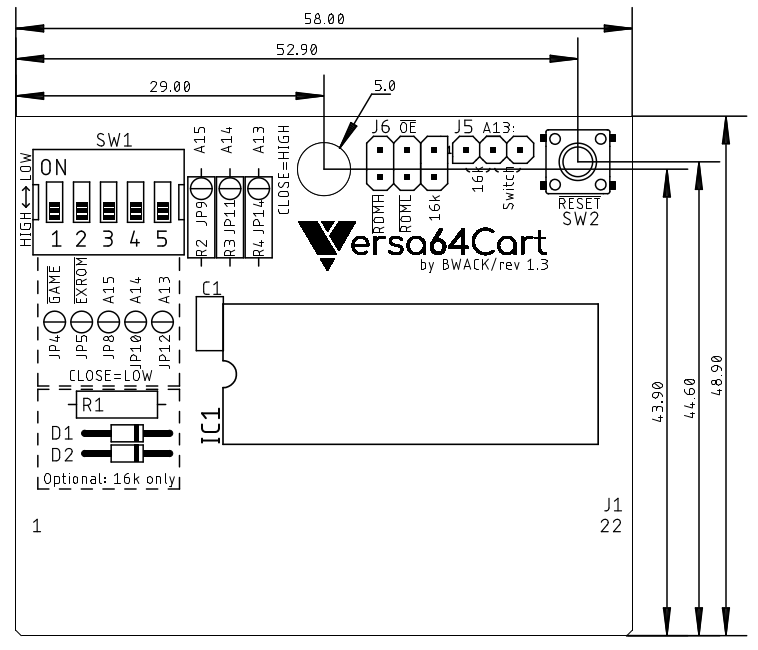 58.00
52.90
29.00
5.0
SW1
ON
HIGH ↔ LOW
1 2 3 4 5
A15 A14 A13
CLOSE=HIGH
JP9 JP11 JP14
R2 R3 R4
J6 OE
J5 A13:
ROMH ROML 16k
16k Switch
RESET
SW2
Versa64Cart
by BWACK/rev 1.3
GAME EXROM A15 A14 A13
JP4 JP5 JP8 JP10 JP12
CLOSE=LOW
C1
IC1
R1
D1
D2
Optional: 16k only
1
J1
22
43.90
44.60
48.90